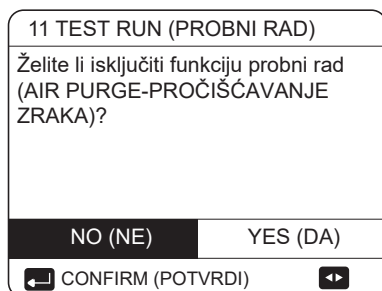 11 TEST RUN (PROBNI RAD)
Želite li isključiti funkciju probni rad
(AIR PURGE-PROČIŠĆAVANJE
ZRAKA)?
NO (NE) YES (DA)
CONFIRM (POTVRDI)